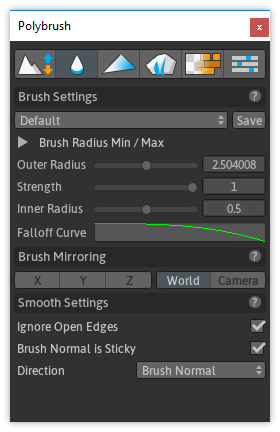 Polybrush
x
Brush Settings ?
Default Save
Brush Radius Min / Max
Outer Radius 2.504008
Strength 1
Inner Radius 0.5
Falloff Curve
Brush Mirroring ?
X Y Z World Camera
Smooth Settings ?
Ignore Open Edges
Brush Normal is Sticky
Direction Brush Normal